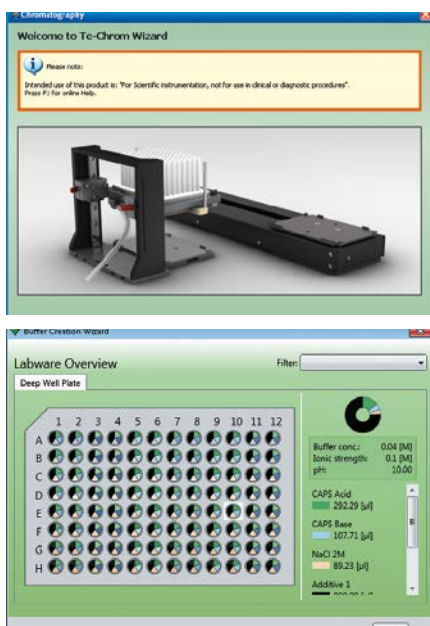 Chromatography
Welcome to Te-Chrom Wizard
Please note:
Intended use of this product is: "For Scientific instrumentation, not for use in clinical or diagnostic procedures".
Press F1 for online Help.
Buffer Creation Wizard
Labware Overview
Filter:
Deep Well Plate
1 2 3 4 5 6 7 8 9 10 11 12
A
B
C
D
E
F
G
H
Buffer conc.: 0.04 [M]
Ionic strength: 0.1 [M]
pH: 10.00
CAPS Acid
292.29 [µl]
CAPS Base
107.71 [µl]
NaCl 2M
89.23 [µl]
Additive 1